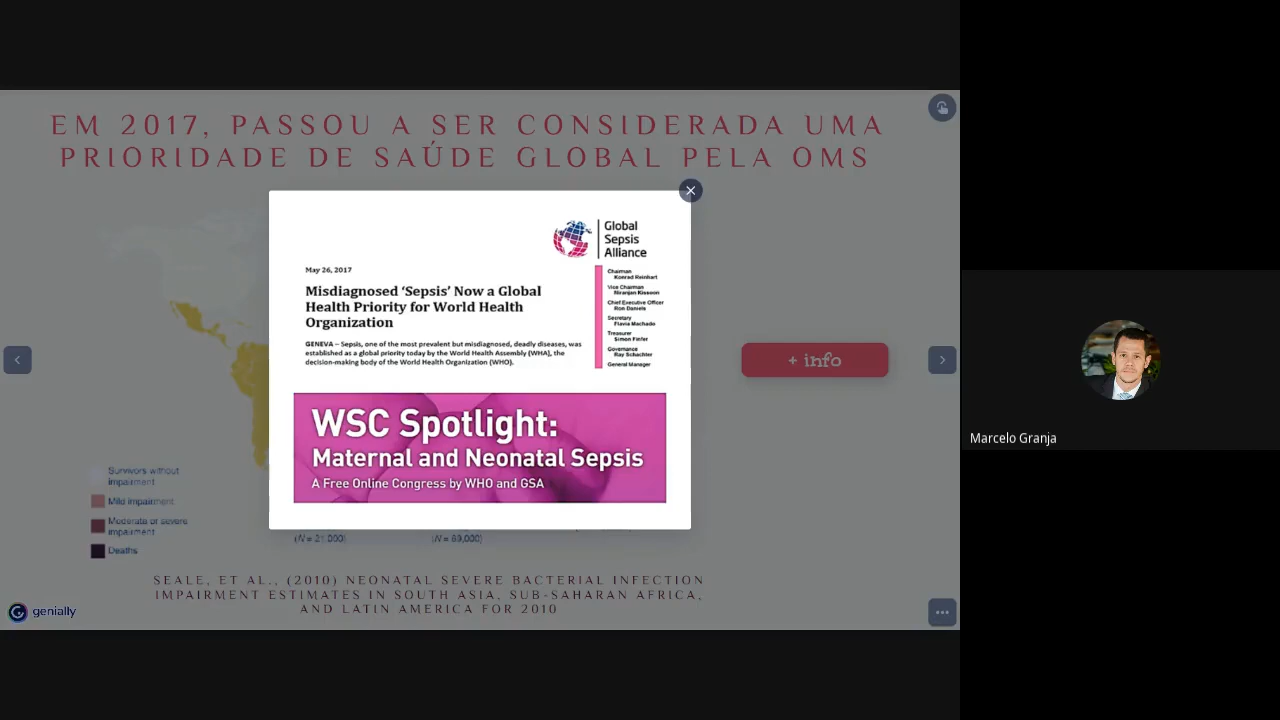 EM 2017, PASSOU A SER CONSIDERADA UMA
PRIORIDADE DE SAÚDE GLOBAL PELA OMS
Global
Sepsis
Alliance
May 26, 2017
Misdiagnosed ‘Sepsis’ Now a Global
Health Priority for World Health
Organization
GENEVA – Sepsis, one of the most prevalent but misdiagnosed, deadly diseases, was
established as a global priority today by the World Health Assembly (WHA), the
decision-making body of the World Health Organization (WHO).
Chairman
Konrad Reinhart
Vice Chairman
Niranjan Kissoon
Chief Executive Officer
Ron Daniels
Secretary
Flavia Machado
Treasurer
Simon Finfer
Governance
Ray Schachter
General Manager
WSC Spotlight:
Maternal and Neonatal Sepsis
A Free Online Congress by WHO and GSA
+ info
Survivors without
impairment
Mild impairment
Moderate or severe
impairment
Deaths
(N = 21,000)
(N = 89,000)
SEALE, ET AL., (2010) NEONATAL SEVERE BACTERIAL INFECTION
IMPAIRMENT ESTIMATES IN SOUTH ASIA, SUB-SAHARAN AFRICA,
AND LATIN AMERICA FOR 2010
genially
Marcelo Granja